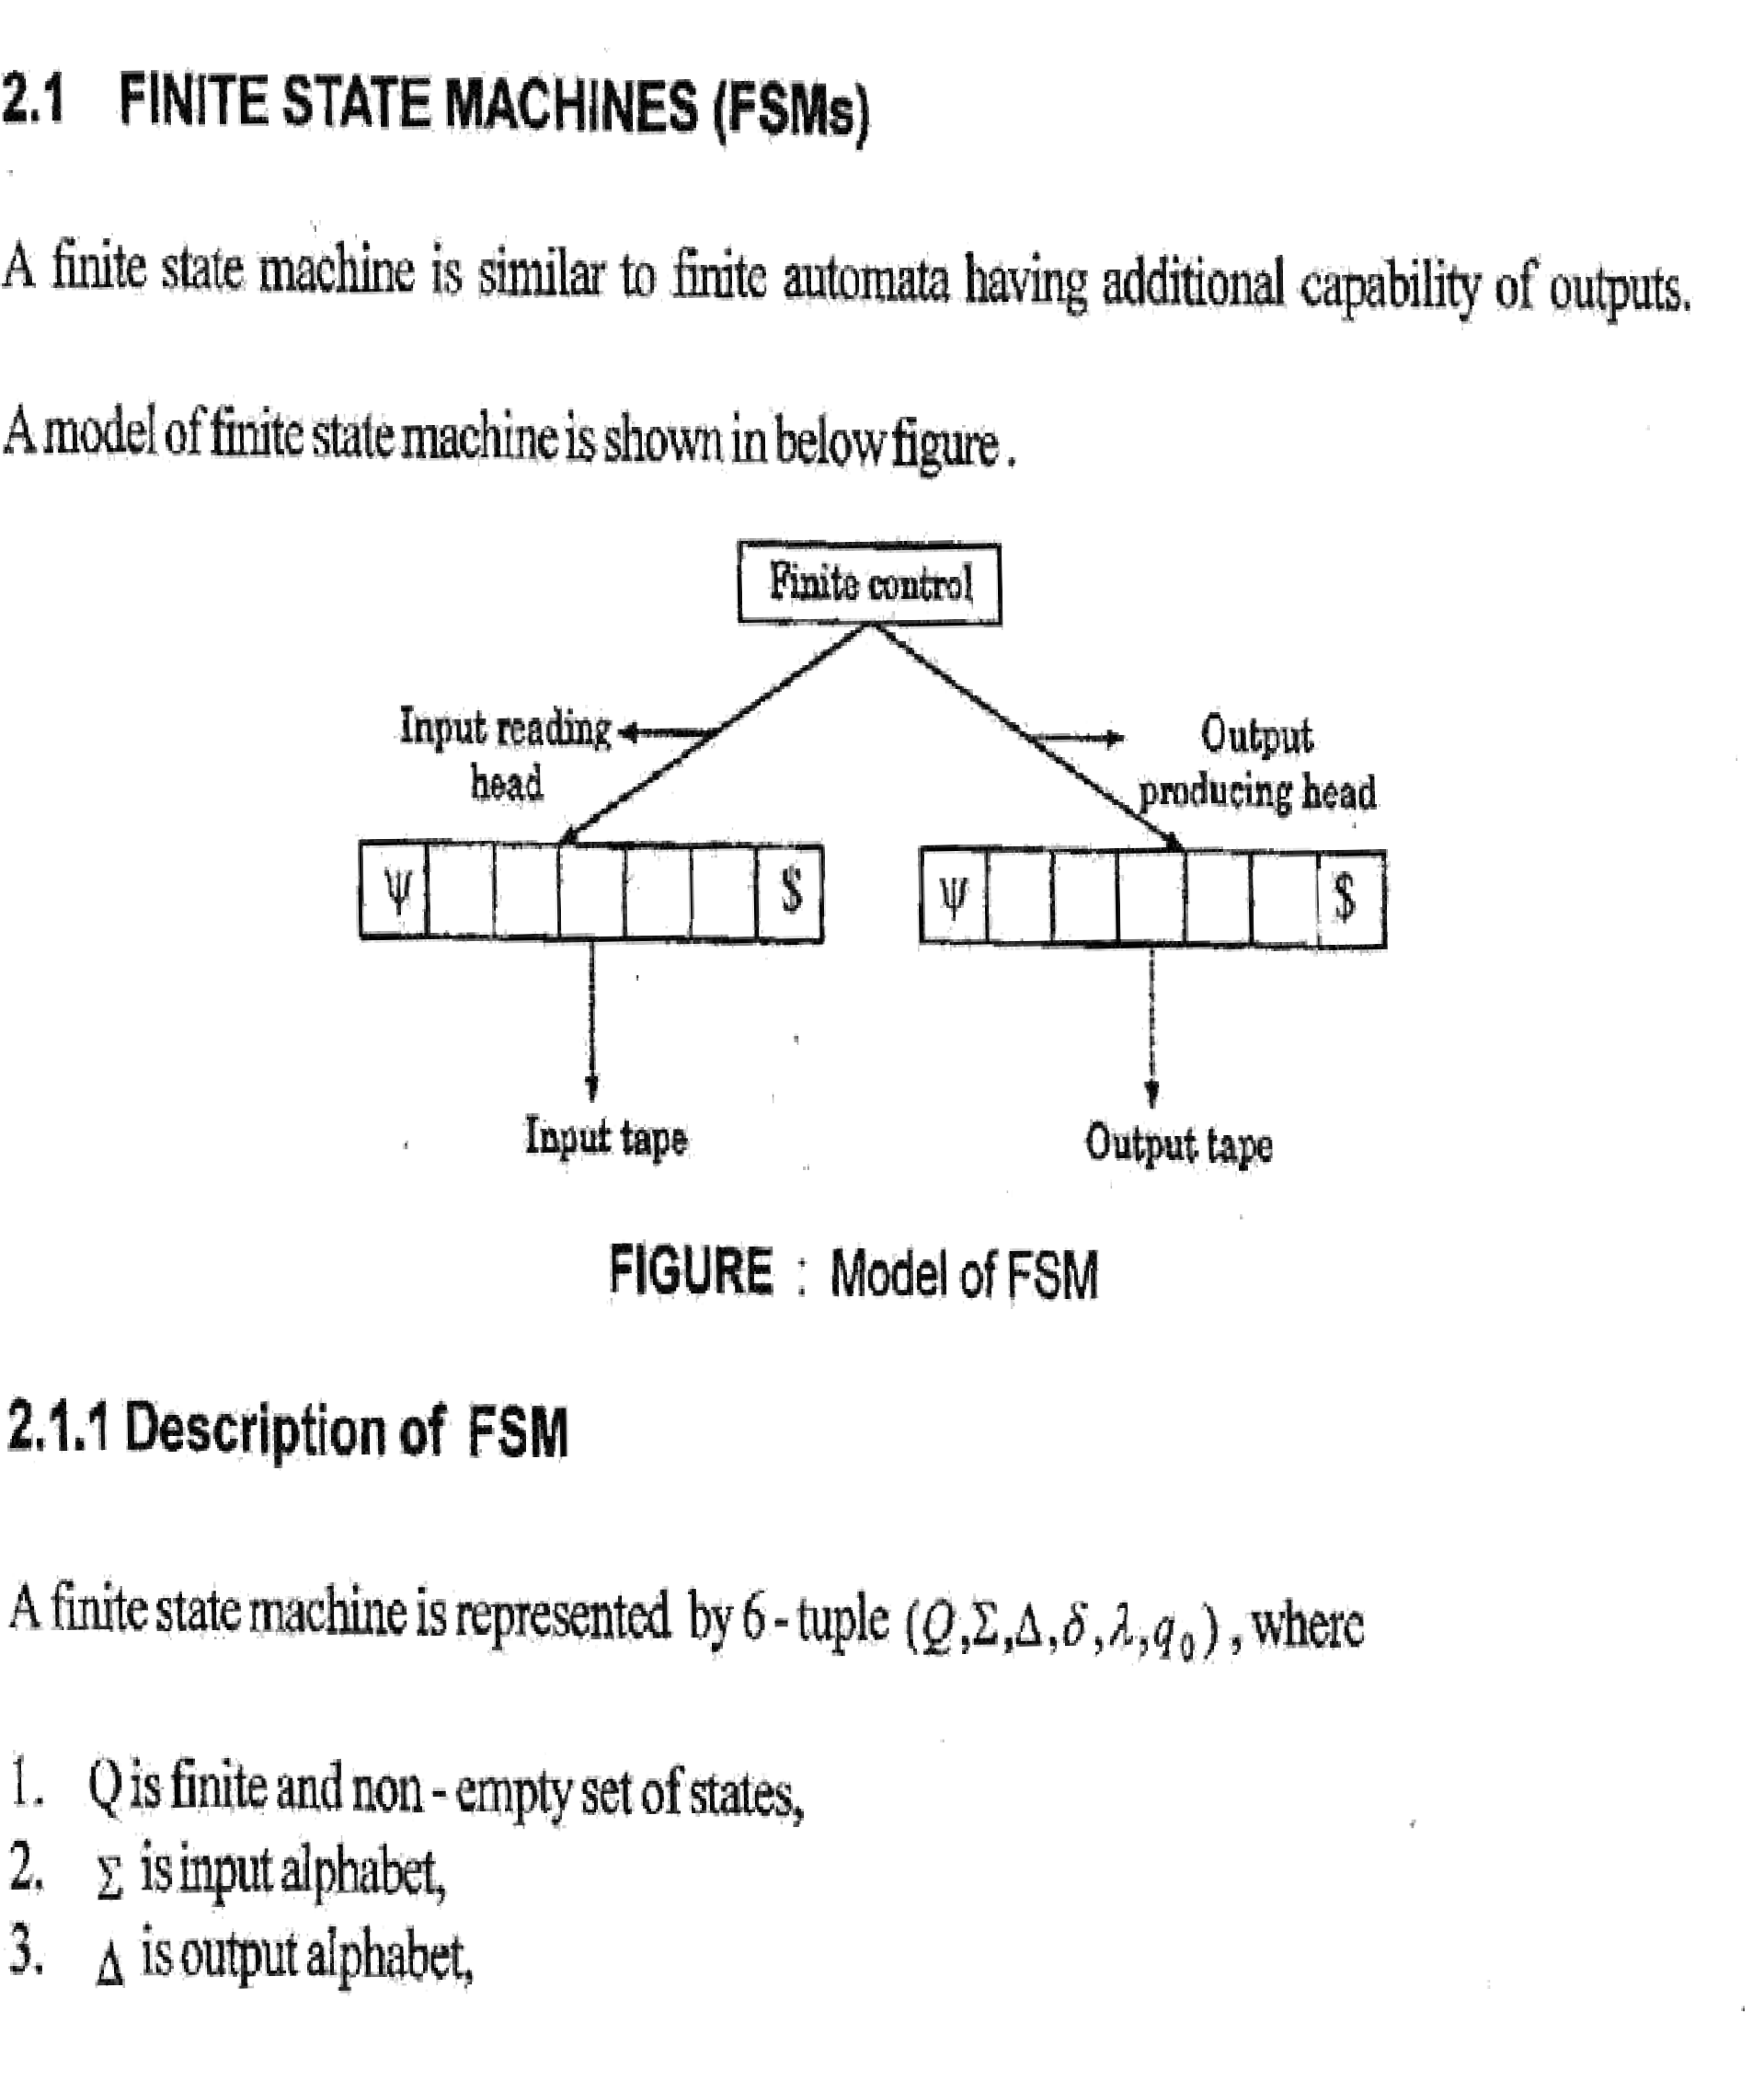 2.1 FINITE STATE MACHINES (FSMs)
A finite state machine is similar to finite automata having additional capability of outputs.
A model of finite state machine is shown in below figure .
Finite control
Input reading
head
Output
producing head
Ψ $
Ψ $
Input tape
Output tape
FIGURE : Model of FSM
2.1.1 Description of FSM
A finite state machine is represented by 6 - tuple (Q,Σ,Δ,δ,λ,q₀) , where
1. Q is finite and non - empty set of states,
2. Σ is input alphabet,
3. Δ is output alphabet,